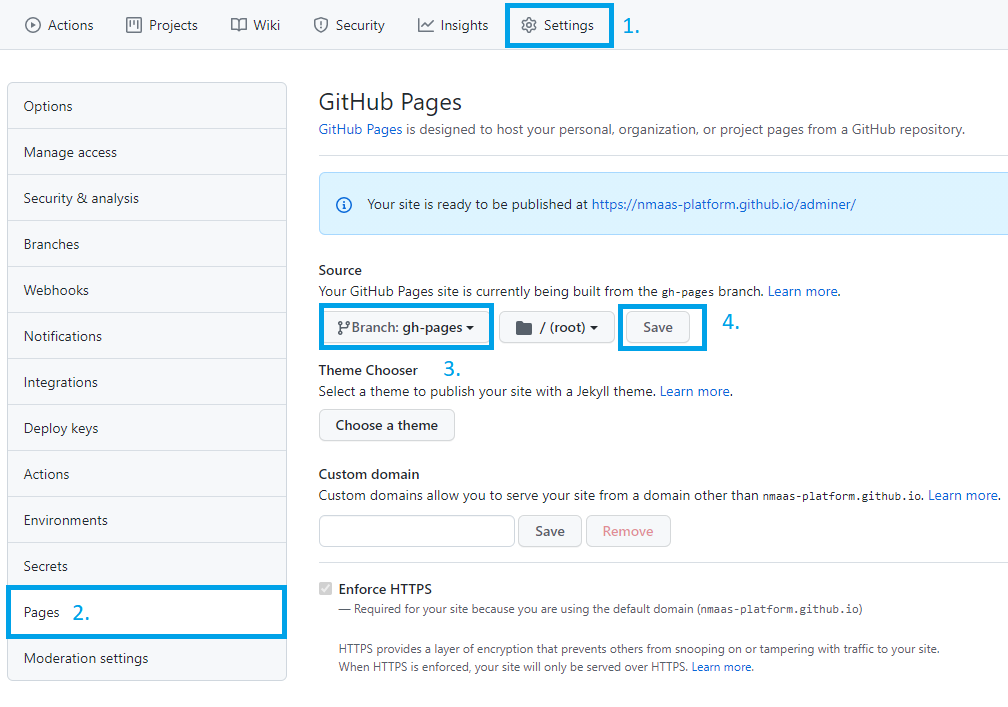 Actions Projects Wiki Security Insights Settings 1.
Options
Manage access
Security & analysis
Branches
Webhooks
Notifications
Integrations
Deploy keys
Actions
Environments
Secrets
Pages 2.
Moderation settings
GitHub Pages
GitHub Pages is designed to host your personal, organization, or project pages from a GitHub repository.
Your site is ready to be published at https://nmaas-platform.github.io/adminer/
Source
Your GitHub Pages site is currently being built from the gh-pages branch. Learn more.
Branch: gh-pages / (root) Save 4.
Theme Chooser 3.
Select a theme to publish your site with a Jekyll theme. Learn more.
Choose a theme
Custom domain
Custom domains allow you to serve your site from a domain other than nmaas-platform.github.io. Learn more.
Save Remove
Enforce HTTPS
— Required for your site because you are using the default domain (nmaas-platform.github.io)
HTTPS provides a layer of encryption that prevents others from snooping on or tampering with traffic to your site.
When HTTPS is enforced, your site will only be served over HTTPS. Learn more.